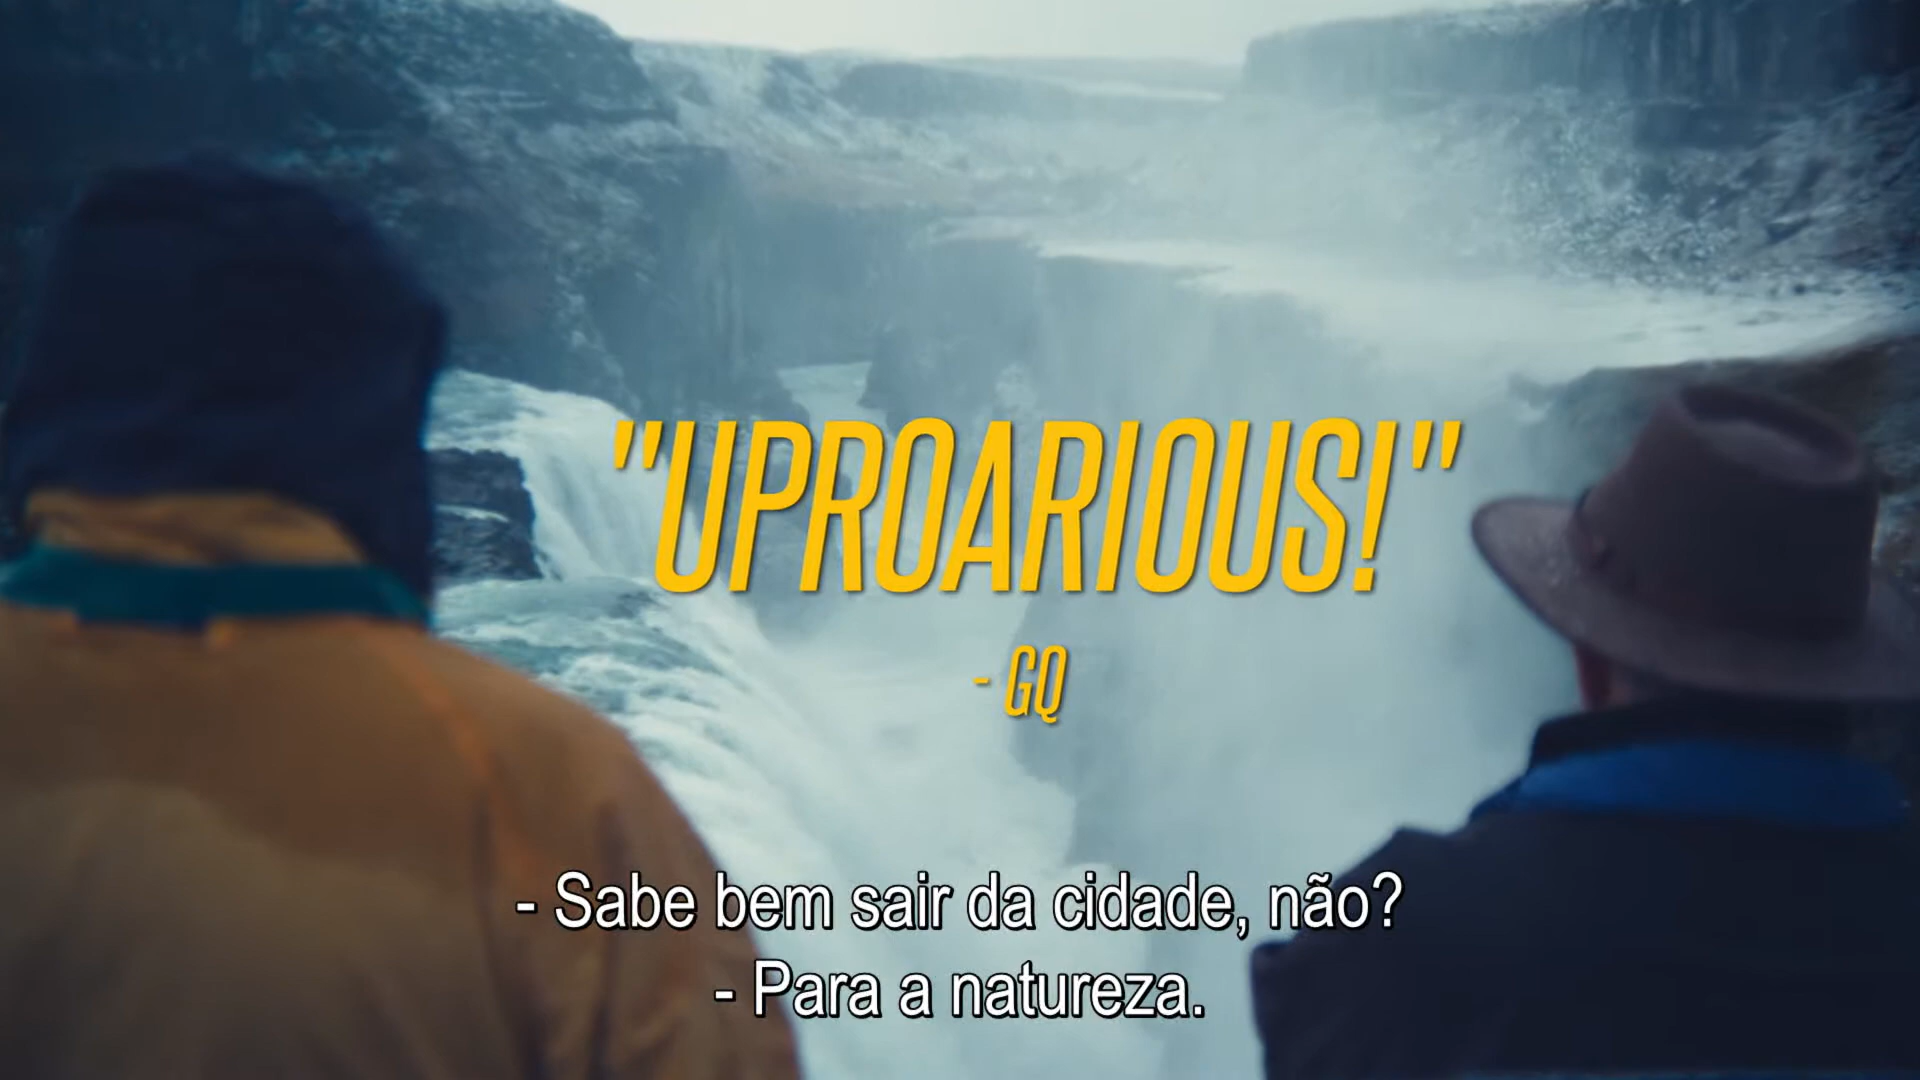 "UPROARIOUS!"
- GQ
- Sabe bem sair da cidade, não?
- Para a natureza.